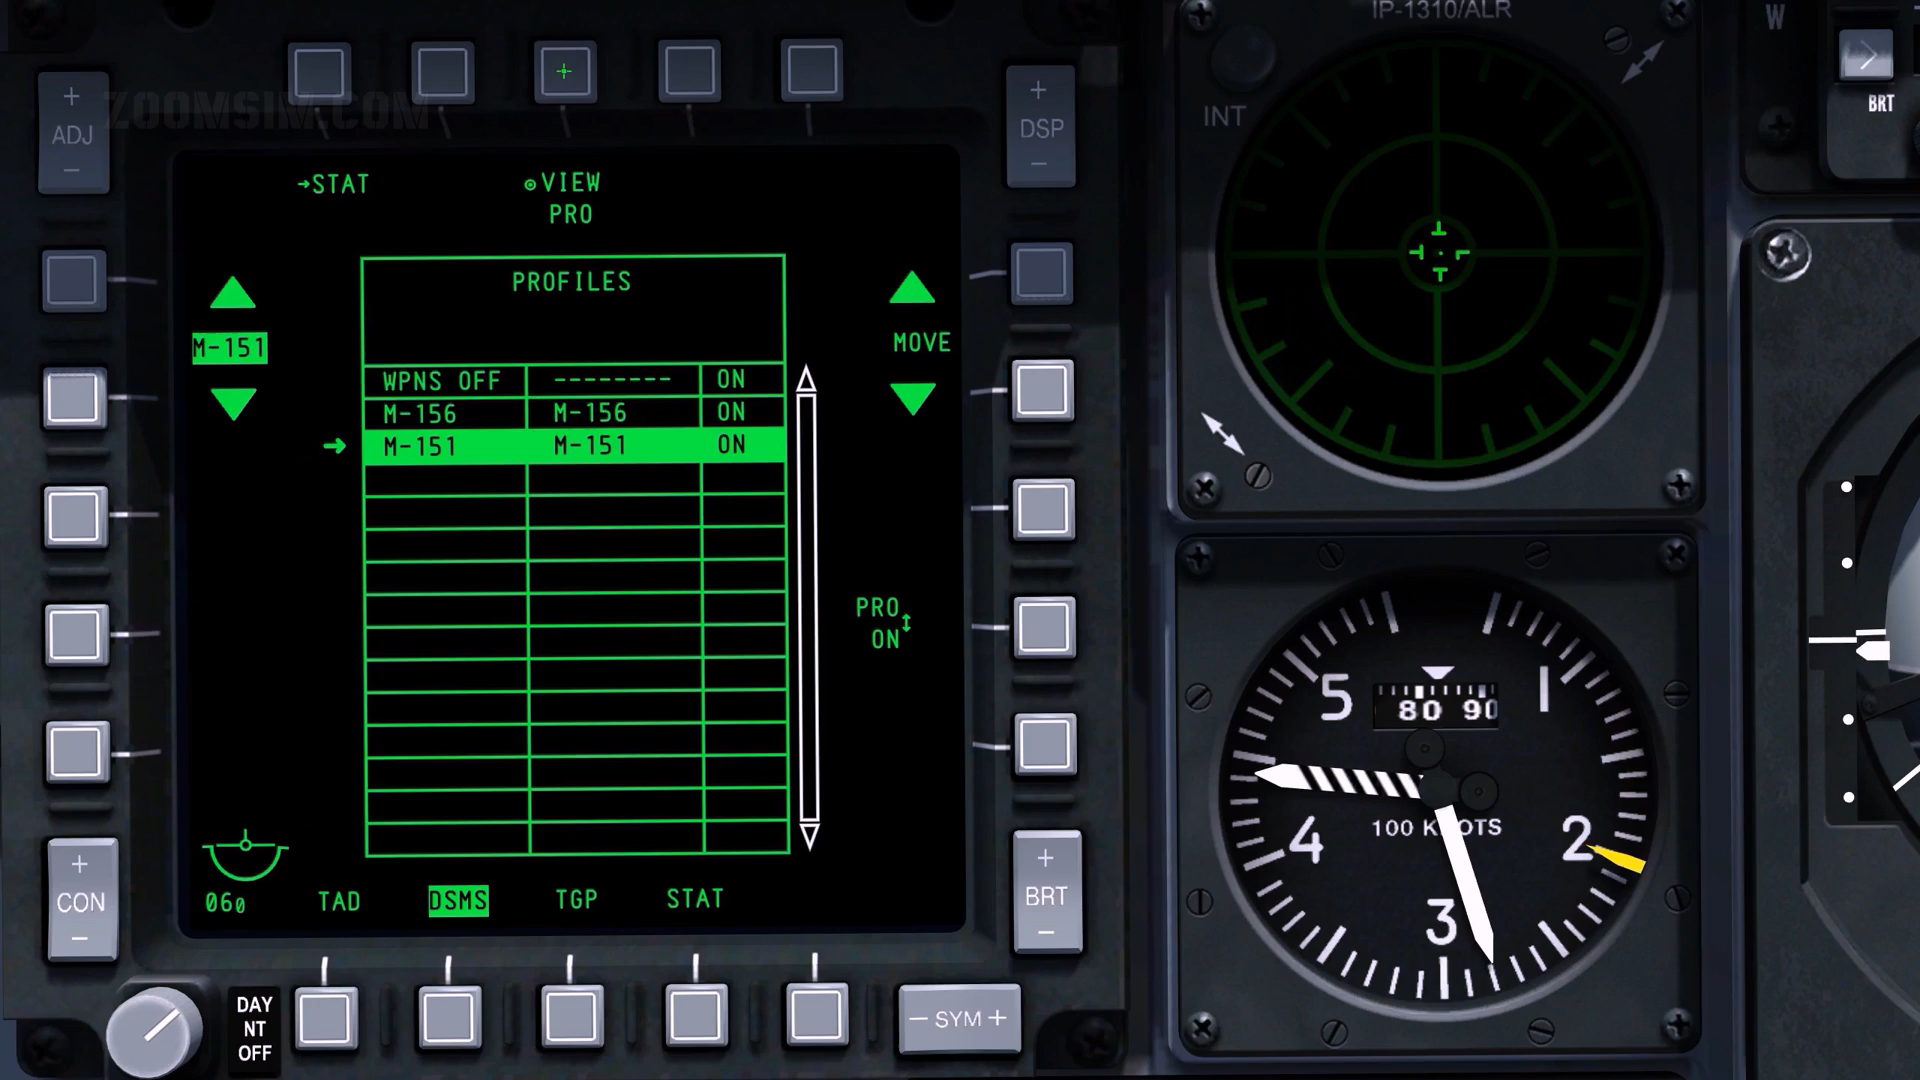 IP-1310/ALR
W
BRT
INT
+
ADJ
-
ZOOMSIM.COM
+
DSP
-
→STAT
VIEW
PRO
M-151
PROFILES
WPNS OFF -------- ON
M-156 M-156 ON
→ M-151 M-151 ON
MOVE
PRO
ON
060
TAD DSMS TGP STAT
+
CON
-
+
BRT
-
DAY
NT
OFF
- SYM +
80 90
1
2
3
4
5
100 KNOTS